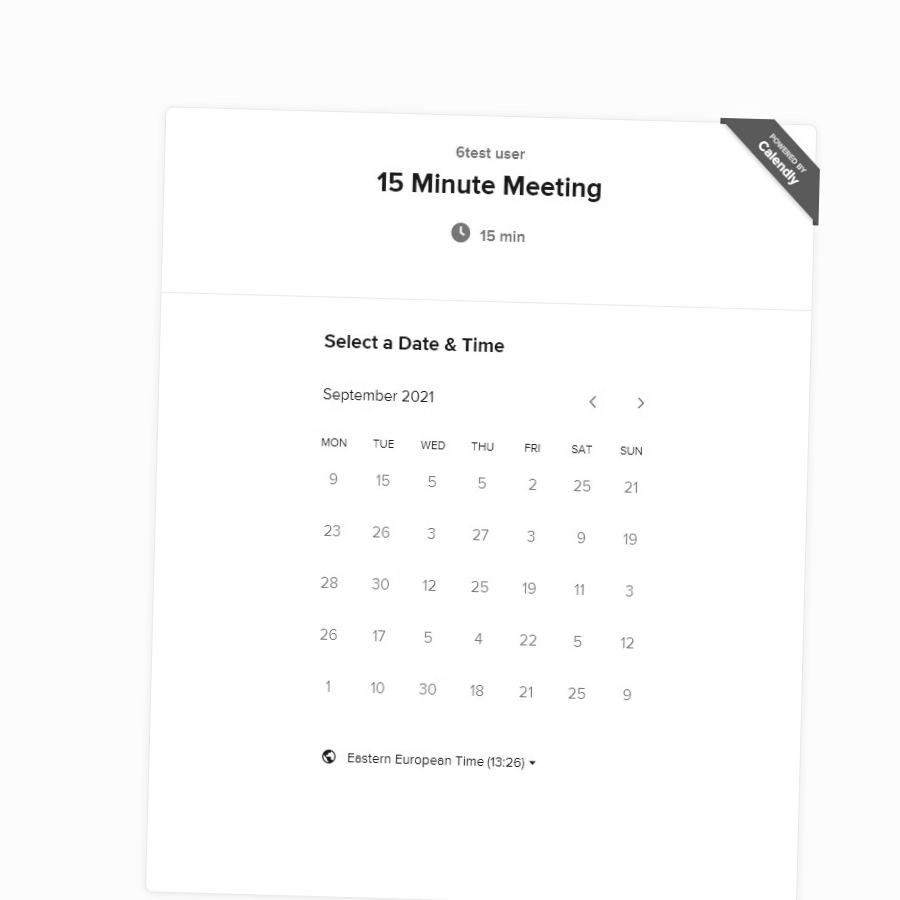 POWERED BY
Calendly
6test user
15 Minute Meeting
15 min
Select a Date & Time
September 2021
MON TUE WED THU FRI SAT SUN
9 15 5 5 2 25 21
23 26 3 27 3 9 19
28 30 12 25 19 11 3
26 17 5 4 22 5 12
1 10 30 18 21 25 9
Eastern European Time (13:26)